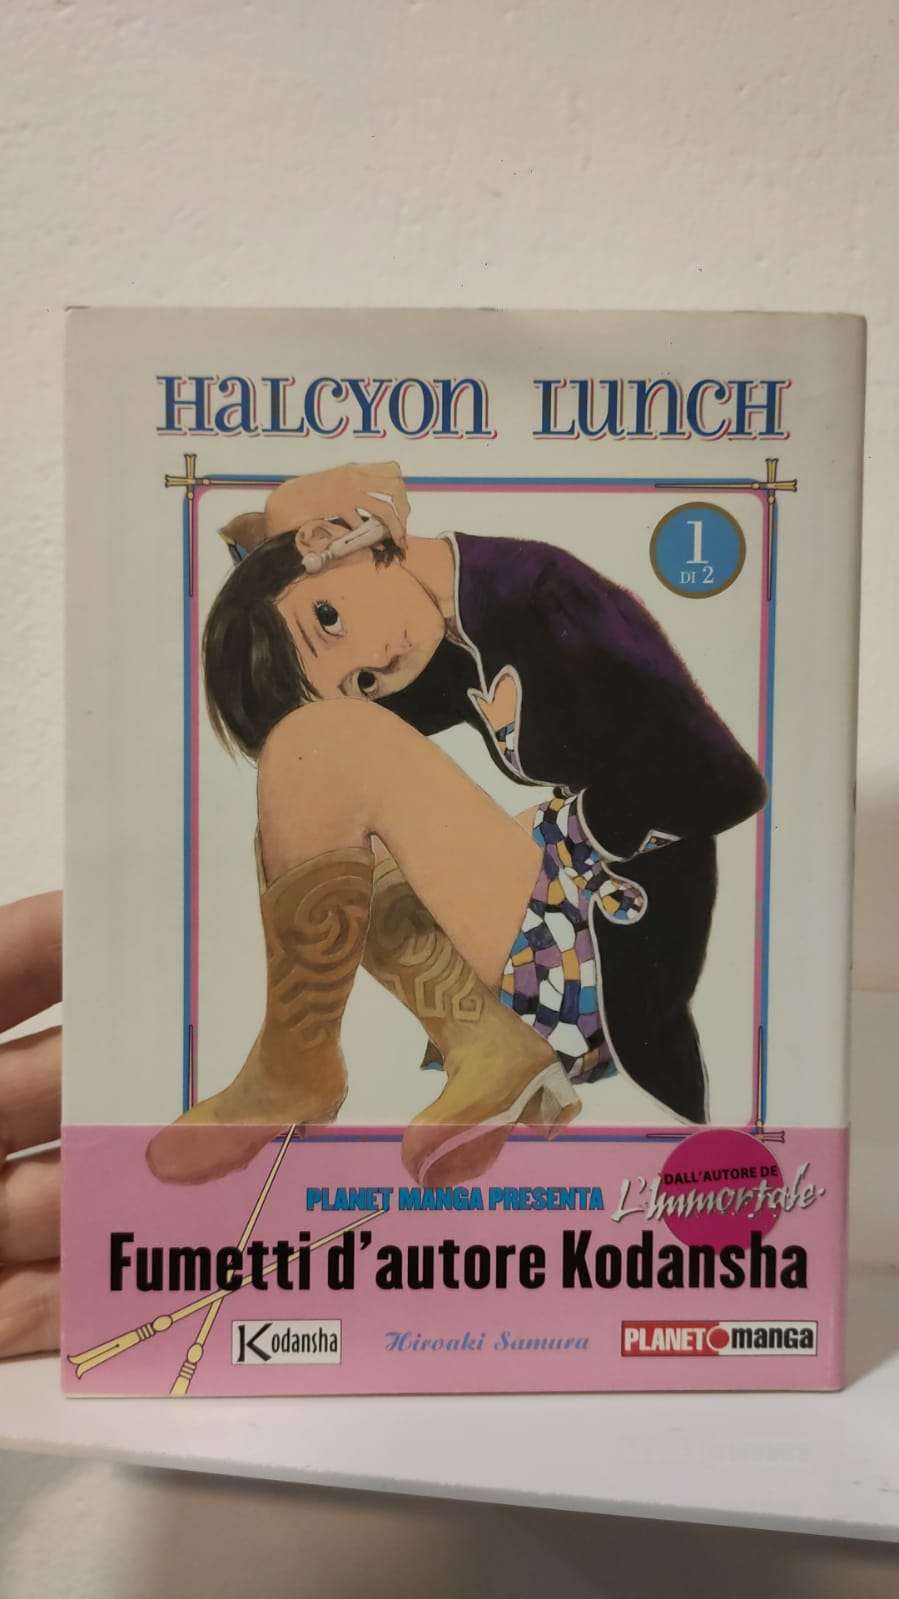 HALCYON LUNCH
1
DI 2
DALL'AUTORE DE
L'Immortale
PLANET MANGA PRESENTA
Fumetti d'autore Kodansha
Kodansha
Hiroaki Samura
PLANET manga